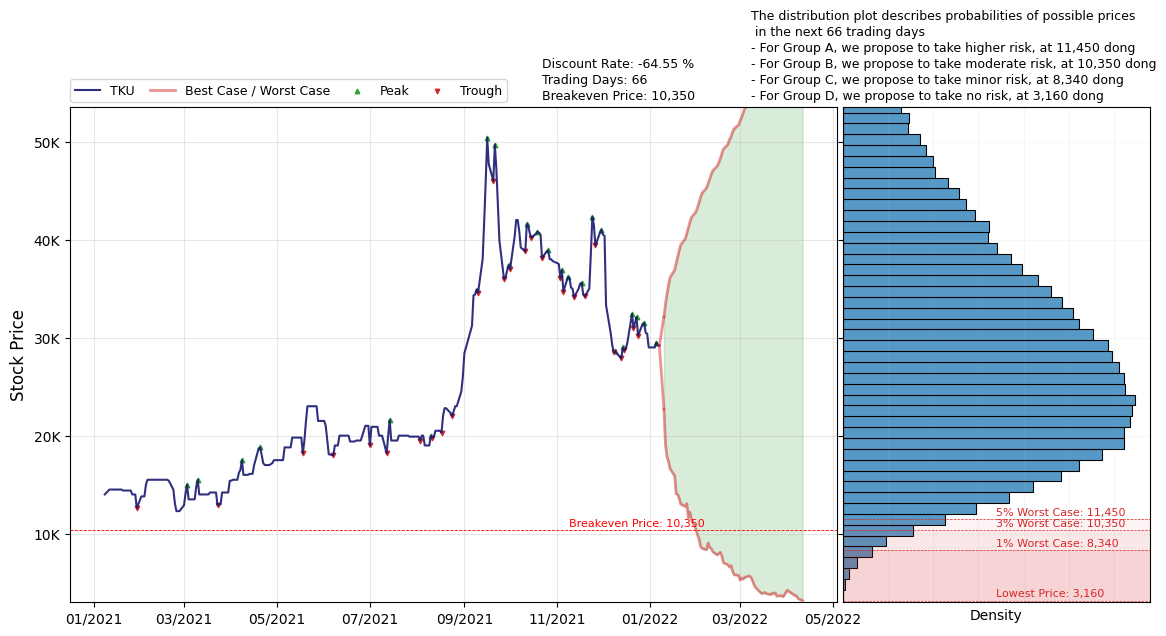 The distribution plot describes probabilities of possible prices
in the next 66 trading days
- For Group A, we propose to take higher risk, at 11,450 dong
- For Group B, we propose to take moderate risk, at 10,350 dong
- For Group C, we propose to take minor risk, at 8,340 dong
- For Group D, we propose to take no risk, at 3,160 dong
Discount Rate: -64.55 %
Trading Days: 66
Breakeven Price: 10,350
TKU
Best Case / Worst Case
Peak
Trough
Stock Price
50K
40K
30K
20K
10K
Breakeven Price: 10,350
5% Worst Case: 11,450
3% Worst Case: 10,350
1% Worst Case: 8,340
Lowest Price: 3,160
01/2021
03/2021
05/2021
07/2021
09/2021
11/2021
01/2022
03/2022
05/2022
Density